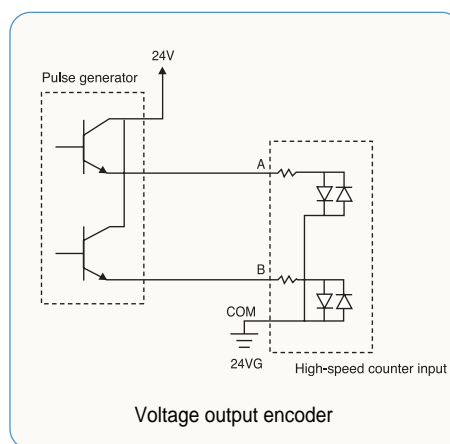 24V
Pulse generator
A
B
COM
24VG
High-speed counter input
Voltage output encoder